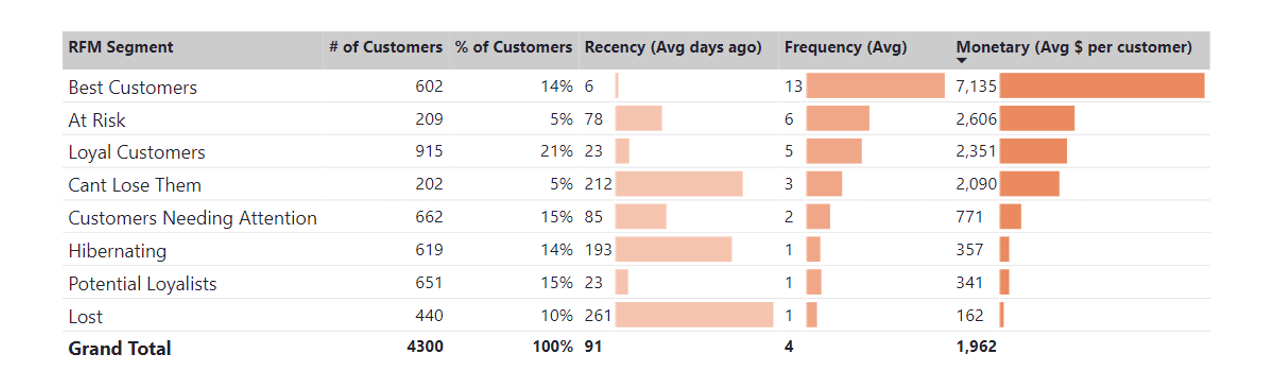 RFM Segment # of Customers % of Customers Recency (Avg days ago) Frequency (Avg) Monetary (Avg $ per customer)
Best Customers 602 14% 6 13 7,135
At Risk 209 5% 78 6 2,606
Loyal Customers 915 21% 23 5 2,351
Cant Lose Them 202 5% 212 3 2,090
Customers Needing Attention 662 15% 85 2 771
Hibernating 619 14% 193 1 357
Potential Loyalists 651 15% 23 1 341
Lost 440 10% 261 1 162
Grand Total 4300 100% 91 4 1,962